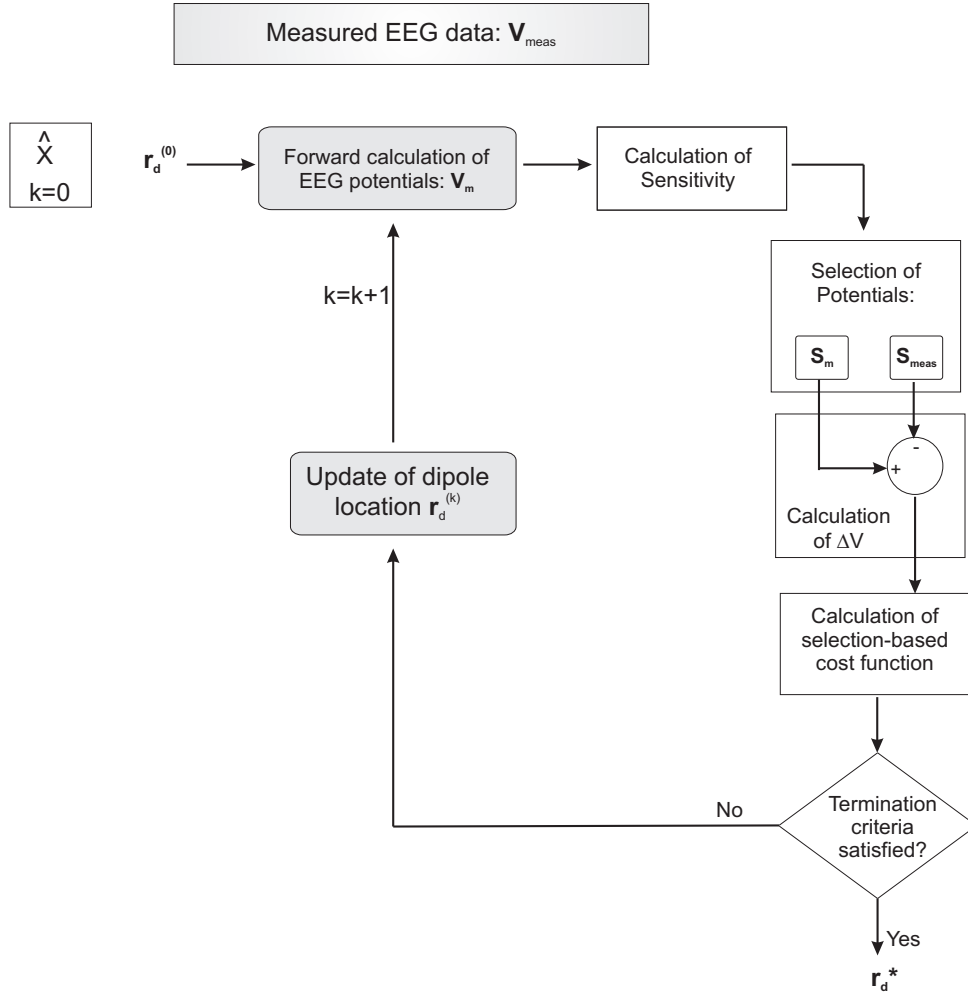 Measured EEG data: V_meas
^
X
k=0
r_d^(0)
Forward calculation of
EEG potentials: V_m
Calculation of
Sensitivity
Selection of
Potentials:
S_m
S_meas
k=k+1
-
+
Calculation
of ΔV
Update of dipole
location r_d^(k)
Calculation of
selection-based
cost function
No
Termination
criteria
satisfied?
Yes
r_d*